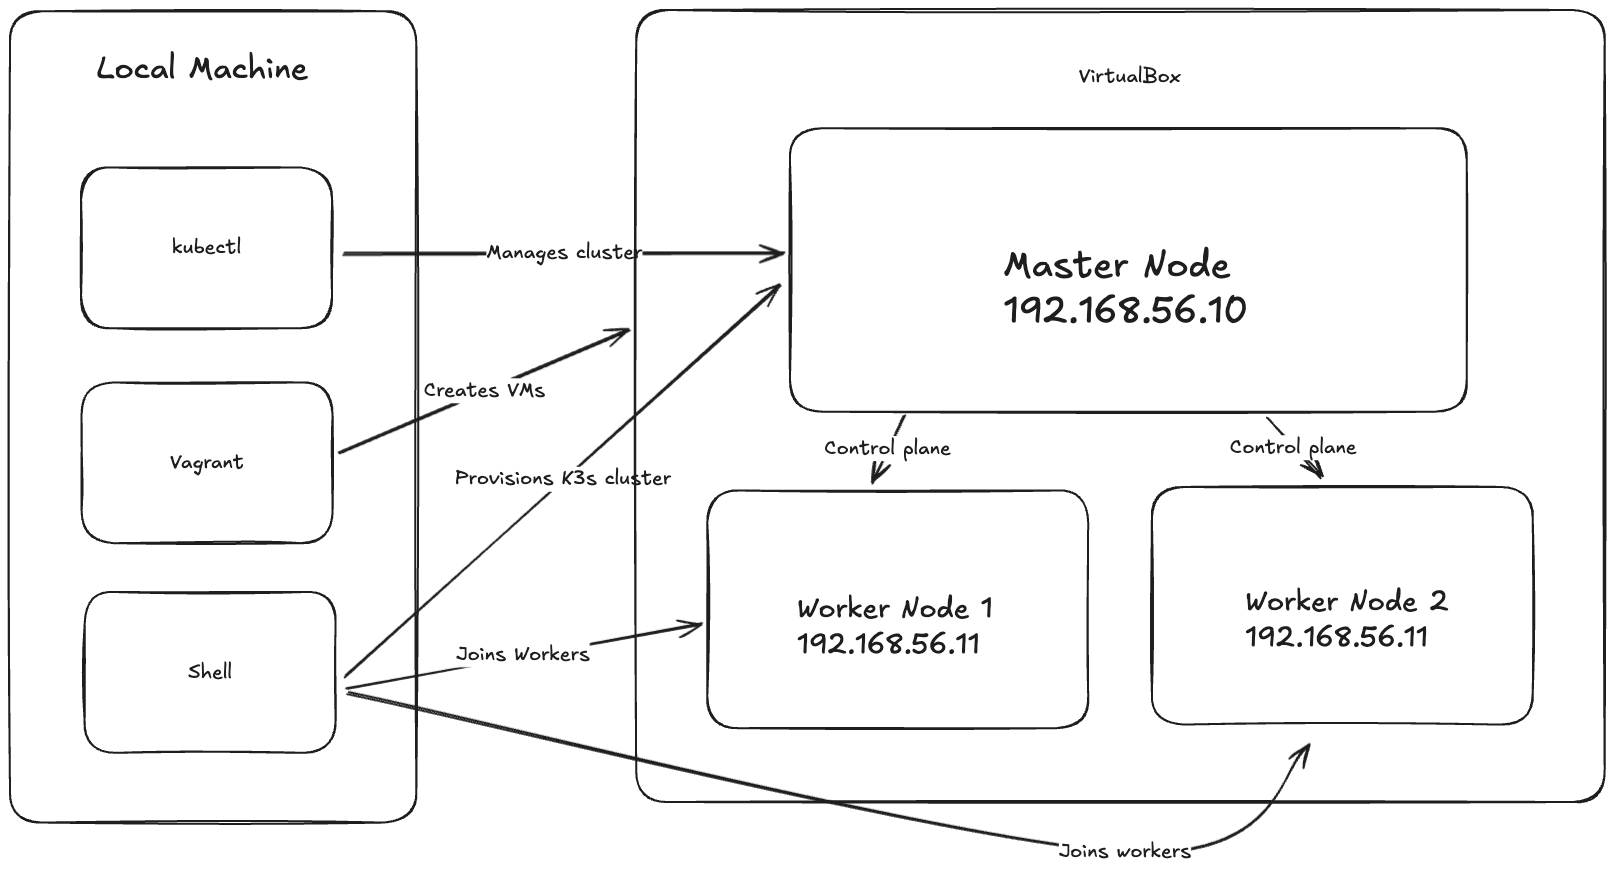 Local Machine
kubectl
Vagrant
Shell
Manages cluster
Creates VMs
Provisions K3s cluster
Joins Workers
Joins workers
VirtualBox
Master Node
192.168.56.10
Control plane
Control plane
Worker Node 1
192.168.56.11
Worker Node 2
192.168.56.11